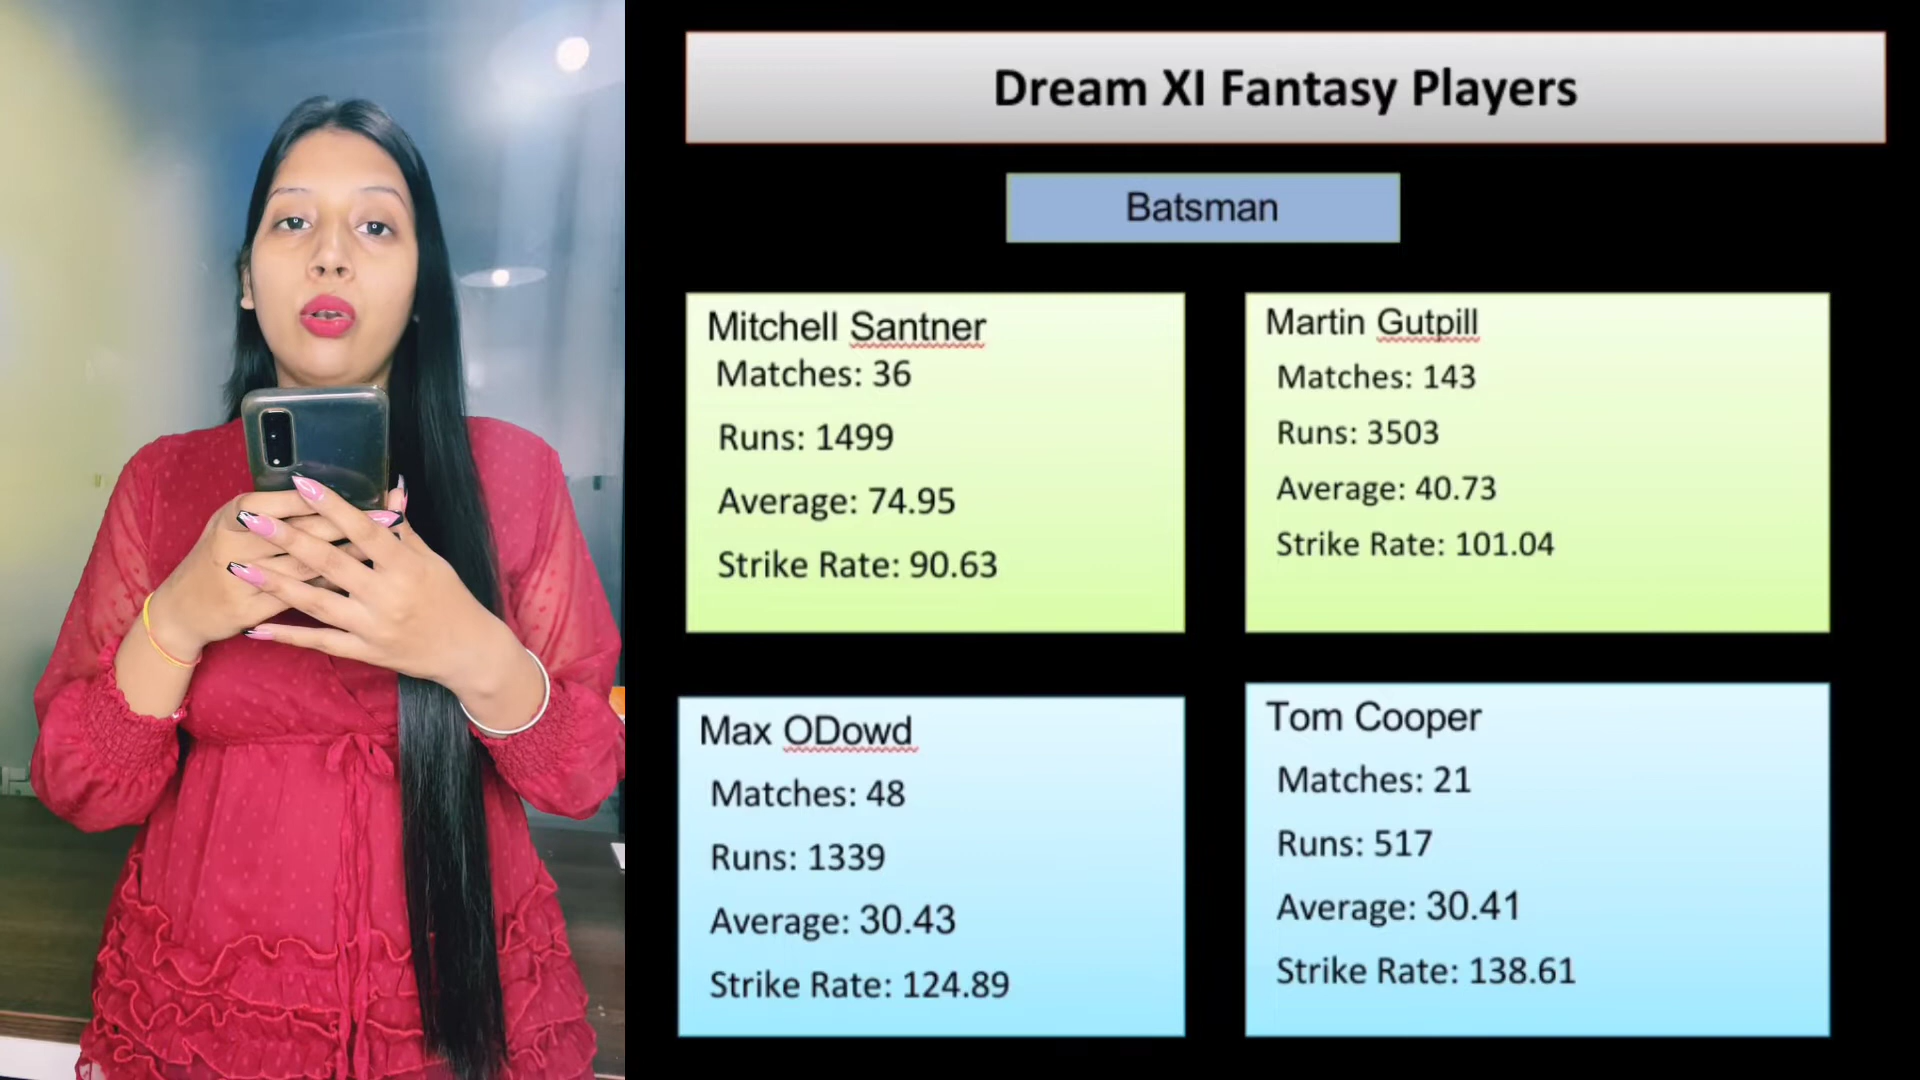 Dream XI Fantasy Players
Batsman
Mitchell Santner
Matches: 36
Runs: 1499
Average: 74.95
Strike Rate: 90.63
Martin Gutpill
Matches: 143
Runs: 3503
Average: 40.73
Strike Rate: 101.04
Max ODowd
Matches: 48
Runs: 1339
Average: 30.43
Strike Rate: 124.89
Tom Cooper
Matches: 21
Runs: 517
Average: 30.41
Strike Rate: 138.61